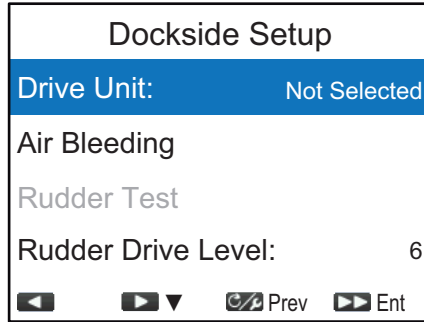 Dockside Setup
Drive Unit: Not Selected
Air Bleeding
Rudder Test
Rudder Drive Level: 6
Prev Ent